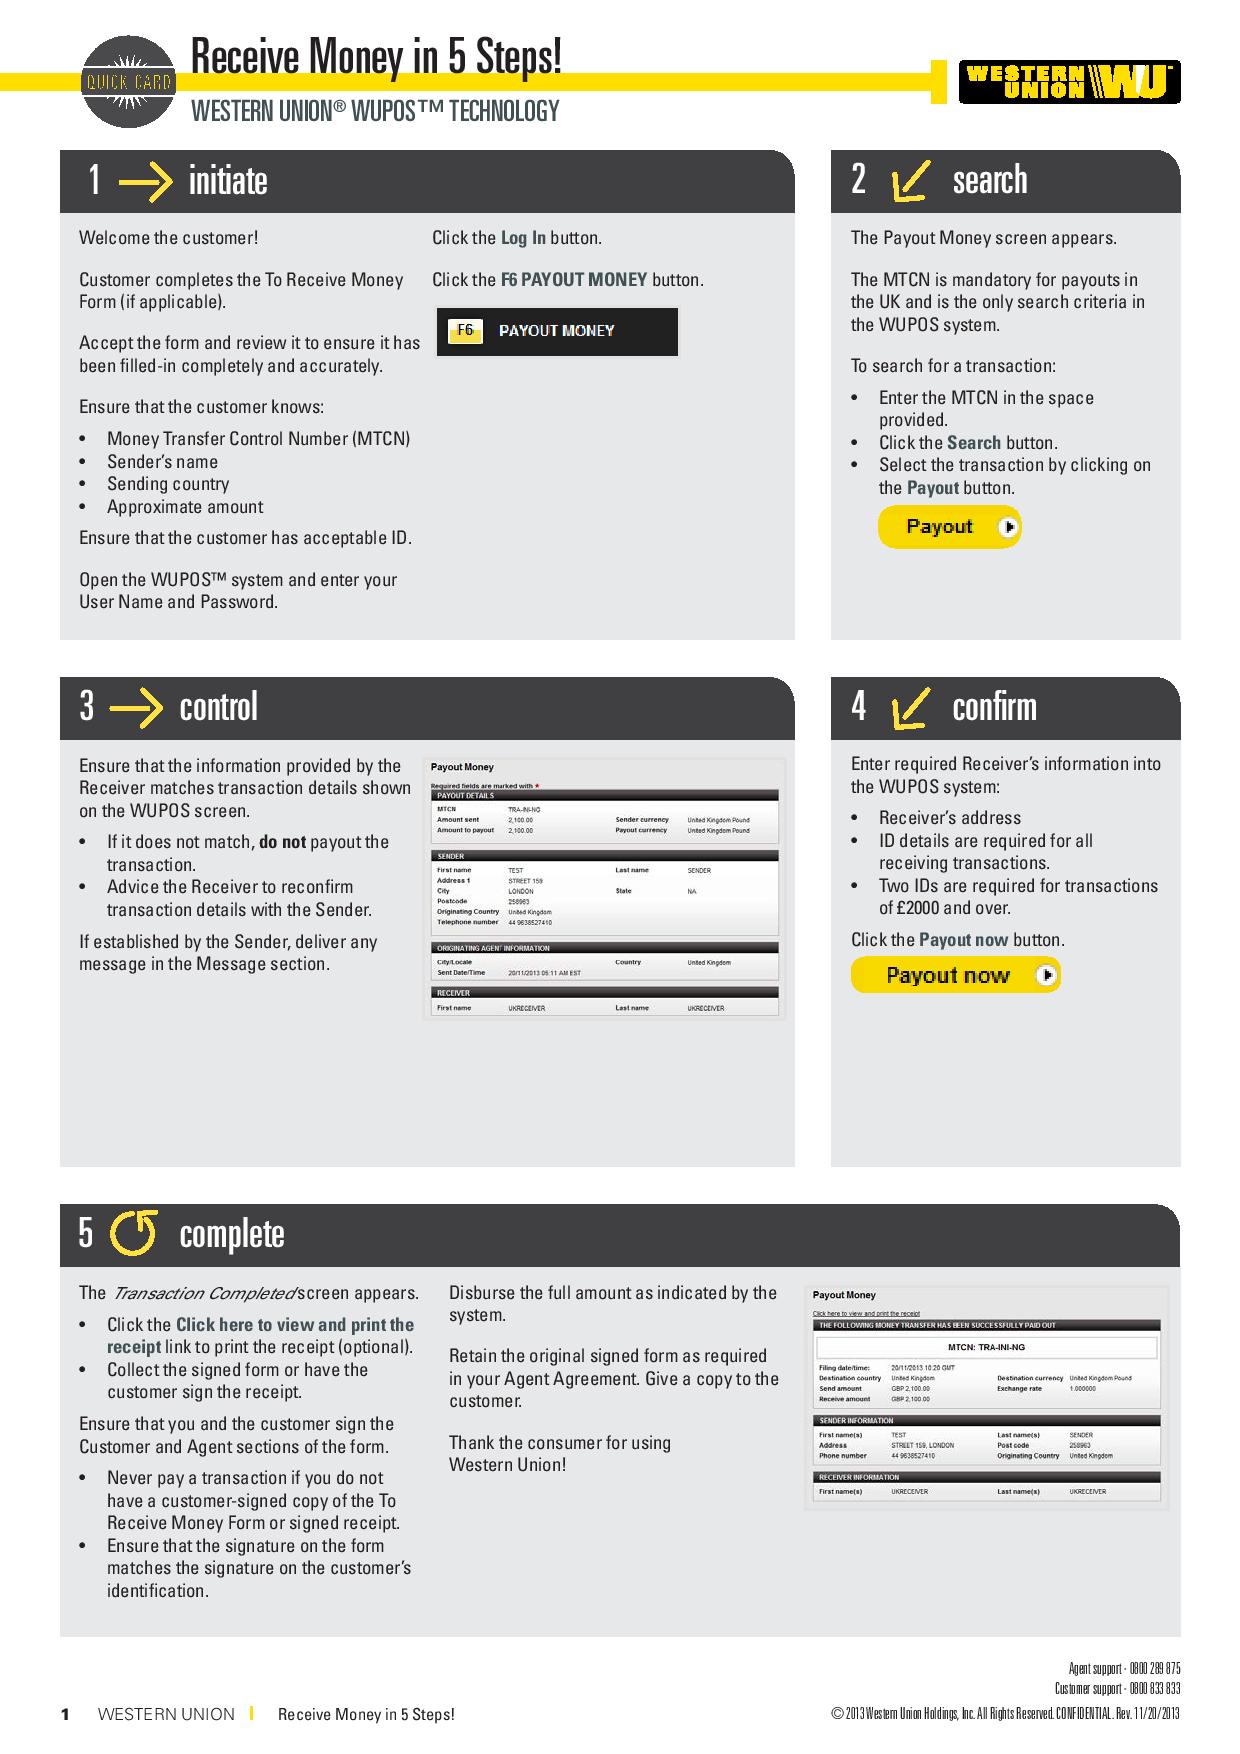 QUICK CARD
Receive Money in 5 Steps!
WESTERN UNION® WUPOS™ TECHNOLOGY
WESTERN
UNION WU
1 initiate
Welcome the customer!
Customer completes the To Receive Money
Form (if applicable).
Accept the form and review it to ensure it has
been filled-in completely and accurately.
Ensure that the customer knows:
• Money Transfer Control Number (MTCN)
• Sender's name
• Sending country
• Approximate amount
Ensure that the customer has acceptable ID.
Open the WUPOS™ system and enter your
User Name and Password.
Click the Log In button.
Click the F6 PAYOUT MONEY button.
F6 PAYOUT MONEY
2 search
The Payout Money screen appears.
The MTCN is mandatory for payouts in
the UK and is the only search criteria in
the WUPOS system.
To search for a transaction:
• Enter the MTCN in the space
provided.
• Click the Search button.
• Select the transaction by clicking on
the Payout button.
Payout
3 control
Ensure that the information provided by the
Receiver matches transaction details shown
on the WUPOS screen.
• If it does not match, do not payout the
transaction.
• Advice the Receiver to reconfirm
transaction details with the Sender.
If established by the Sender, deliver any
message in the Message section.
Payout Money
Required fields are marked with *
PAYOUT DETAILS
MTCN TRA-INI-NG
Amount sent 2,100.00 Sender currency United Kingdom Pound
Amount to payout 2,100.00 Payout currency United Kingdom Pound
SENDER
First name TEST Last name SENDER
Address 1 STREET 159
City LONDON State NA
Postcode 258963
Originating Country United Kingdom
Telephone number 44 9638527410
ORIGINATING AGENT INFORMATION
City/Locale Country United Kingdom
Sent Date/Time 20/11/2013 05:11 AM EST
RECEIVER
First name UKRECEIVER Last name UKRECEIVER
4 confirm
Enter required Receiver's information into
the WUPOS system:
• Receiver's address
• ID details are required for all
receiving transactions.
• Two IDs are required for transactions
of £2000 and over.
Click the Payout now button.
Payout now
5 complete
The Transaction Completed screen appears.
• Click the Click here to view and print the
receipt link to print the receipt (optional).
• Collect the signed form or have the
customer sign the receipt.
Ensure that you and the customer sign the
Customer and Agent sections of the form.
• Never pay a transaction if you do not
have a customer-signed copy of the To
Receive Money Form or signed receipt.
• Ensure that the signature on the form
matches the signature on the customer's
identification.
Disburse the full amount as indicated by the
system.
Retain the original signed form as required
in your Agent Agreement. Give a copy to the
customer.
Thank the consumer for using
Western Union!
Payout Money
Click here to view and print the receipt
THE FOLLOWING MONEY TRANSFER HAS BEEN SUCCESSFULLY PAID OUT
MTCN: TRA-INI-NG
Filing date/time: 20/11/2013 10:20 GMT
Destination country United Kingdom Destination currency United Kingdom Pound
Send amount GBP 2,100.00 Exchange rate 1.000000
Receive amount GBP 2,100.00
SENDER INFORMATION
First name(s) TEST Last name(s) SENDER
Address STREET 159, LONDON Post code 258963
Phone number 44 9638527410 Originating Country United Kingdom
RECEIVER INFORMATION
First name(s) UKRECEIVER Last name(s) UKRECEIVER
Agent support - 0800 289 875
Customer support - 0800 833 833
1 WESTERN UNION | Receive Money in 5 Steps!
© 2013 Western Union Holdings, Inc. All Rights Reserved. CONFIDENTIAL. Rev. 11/20/2013